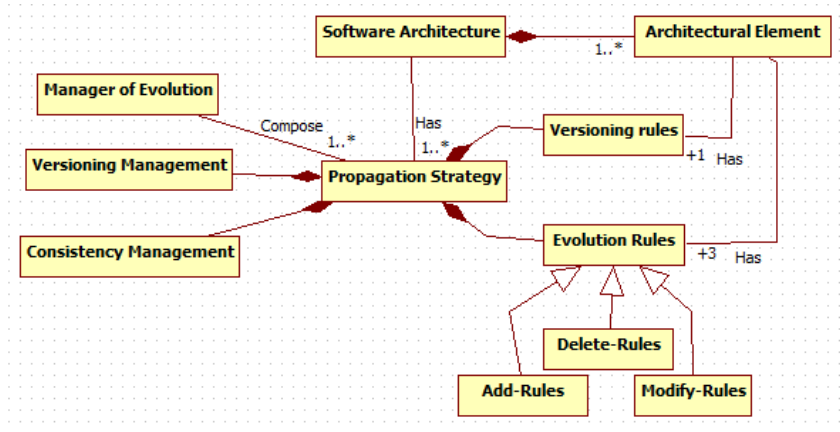 Software Architecture
Architectural Element
1..*
Manager of Evolution
Compose
1..*
Has
1..*
Versioning rules
+1 Has
Versioning Management
Propagation Strategy
Evolution Rules
+3 Has
Consistency Management
Delete-Rules
Add-Rules
Modify-Rules